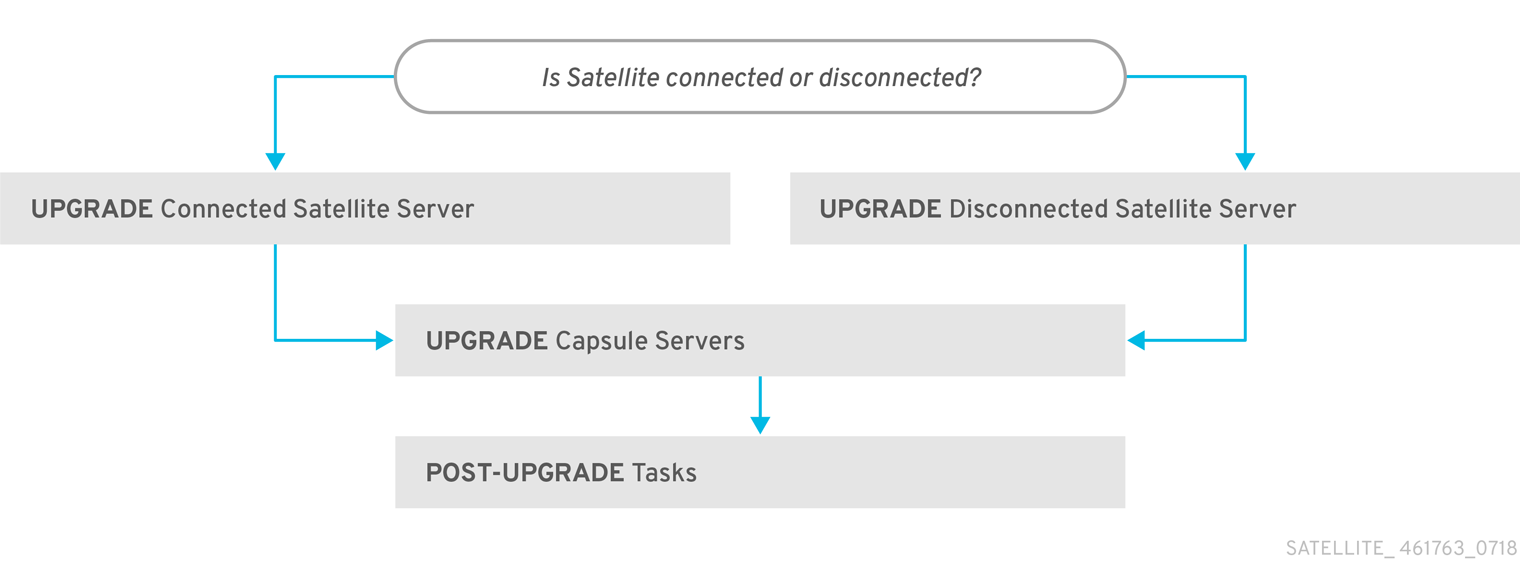 Is Satellite connected or disconnected?
UPGRADE Connected Satellite Server
UPGRADE Disconnected Satellite Server
UPGRADE Capsule Servers
POST-UPGRADE Tasks
SATELLITE_ 461763_0718